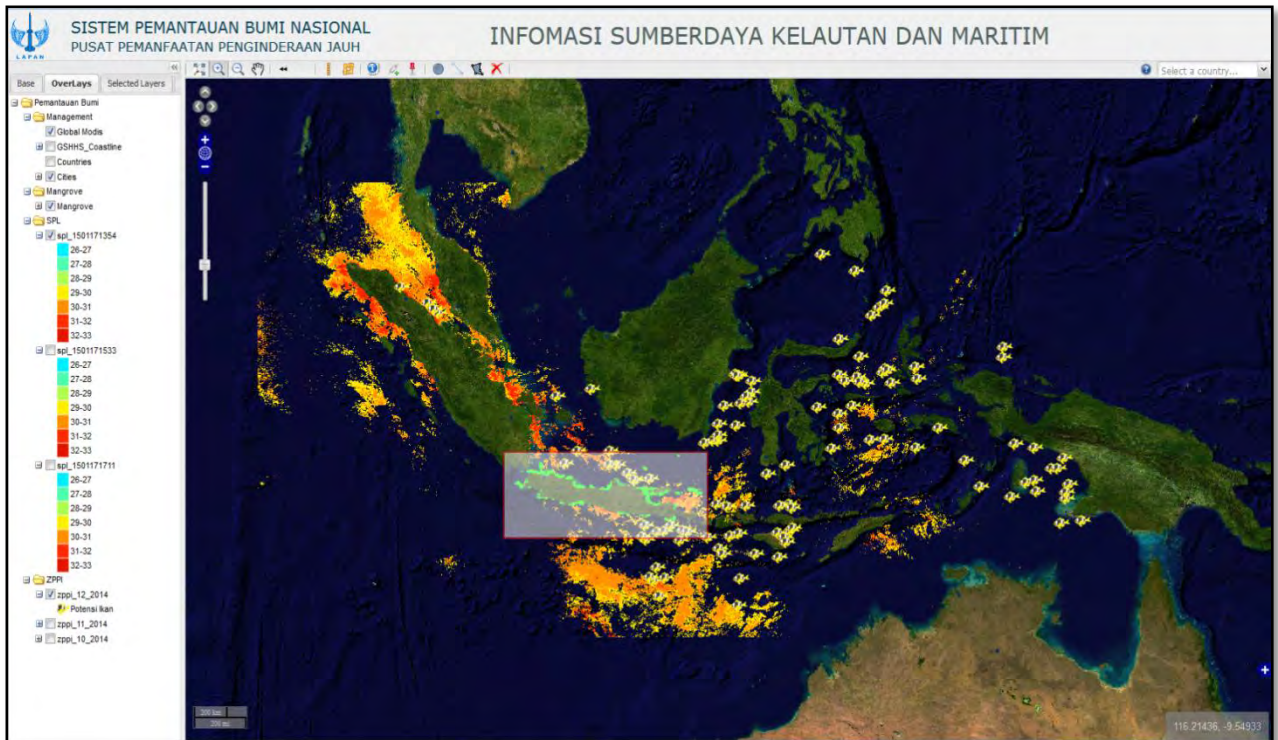 SISTEM PEMANTAUAN BUMI NASIONAL
PUSAT PEMANFAATAN PENGINDERAAN JAUH
INFOMASI SUMBERDAYA KELAUTAN DAN MARITIM
LAPAN
Select a country...
Base OverLays Selected Layers
Pemantauan Bumi
Management
Global Modis
GSHHS_Coastline
Countries
Cities
Mangrove
Mangrove
SPL
spl_1501171354
26-27
27-28
28-29
29-30
30-31
31-32
32-33
spl_1501171533
26-27
27-28
28-29
29-30
30-31
31-32
32-33
spl_1501171711
26-27
27-28
28-29
29-30
30-31
31-32
32-33
ZPPI
zppi_12_2014
Potensi Ikan
zppi_11_2014
zppi_10_2014
200 km
200 mi
116.21436, -9.54933